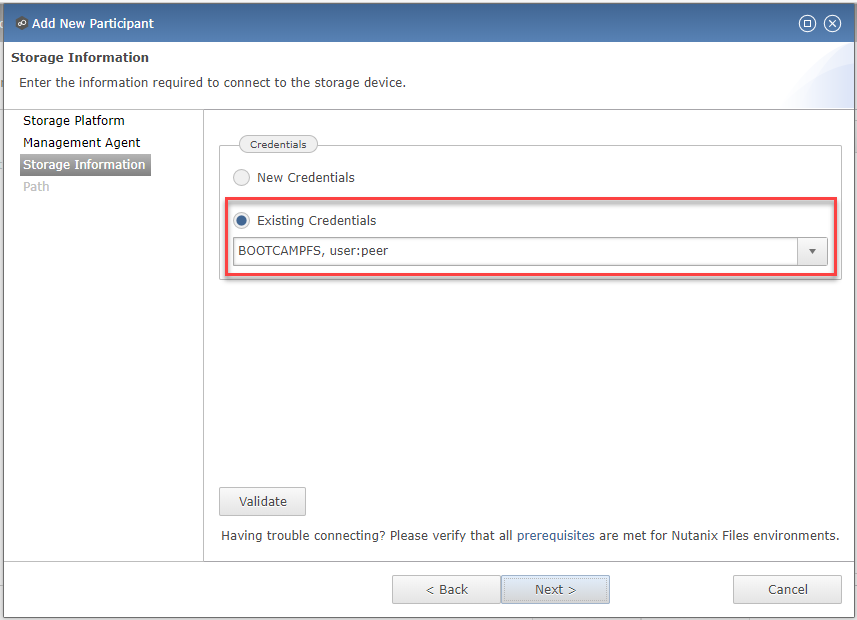 Add New Participant
Storage Information
Enter the information required to connect to the storage device.
Storage Platform
Management Agent
Storage Information
Path
Credentials
New Credentials
Existing Credentials
BOOTCAMPFS, user:peer
Validate
Having trouble connecting? Please verify that all prerequisites are met for Nutanix Files environments.
< Back
Next >
Cancel